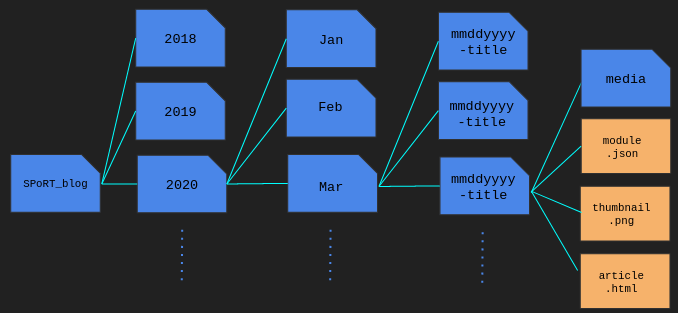 SPoRT_blog
2018
2019
2020
Jan
Feb
Mar
mmddyyyy
-title
mmddyyyy
-title
mmddyyyy
-title
media
module
.json
thumbnail
.png
article
.html